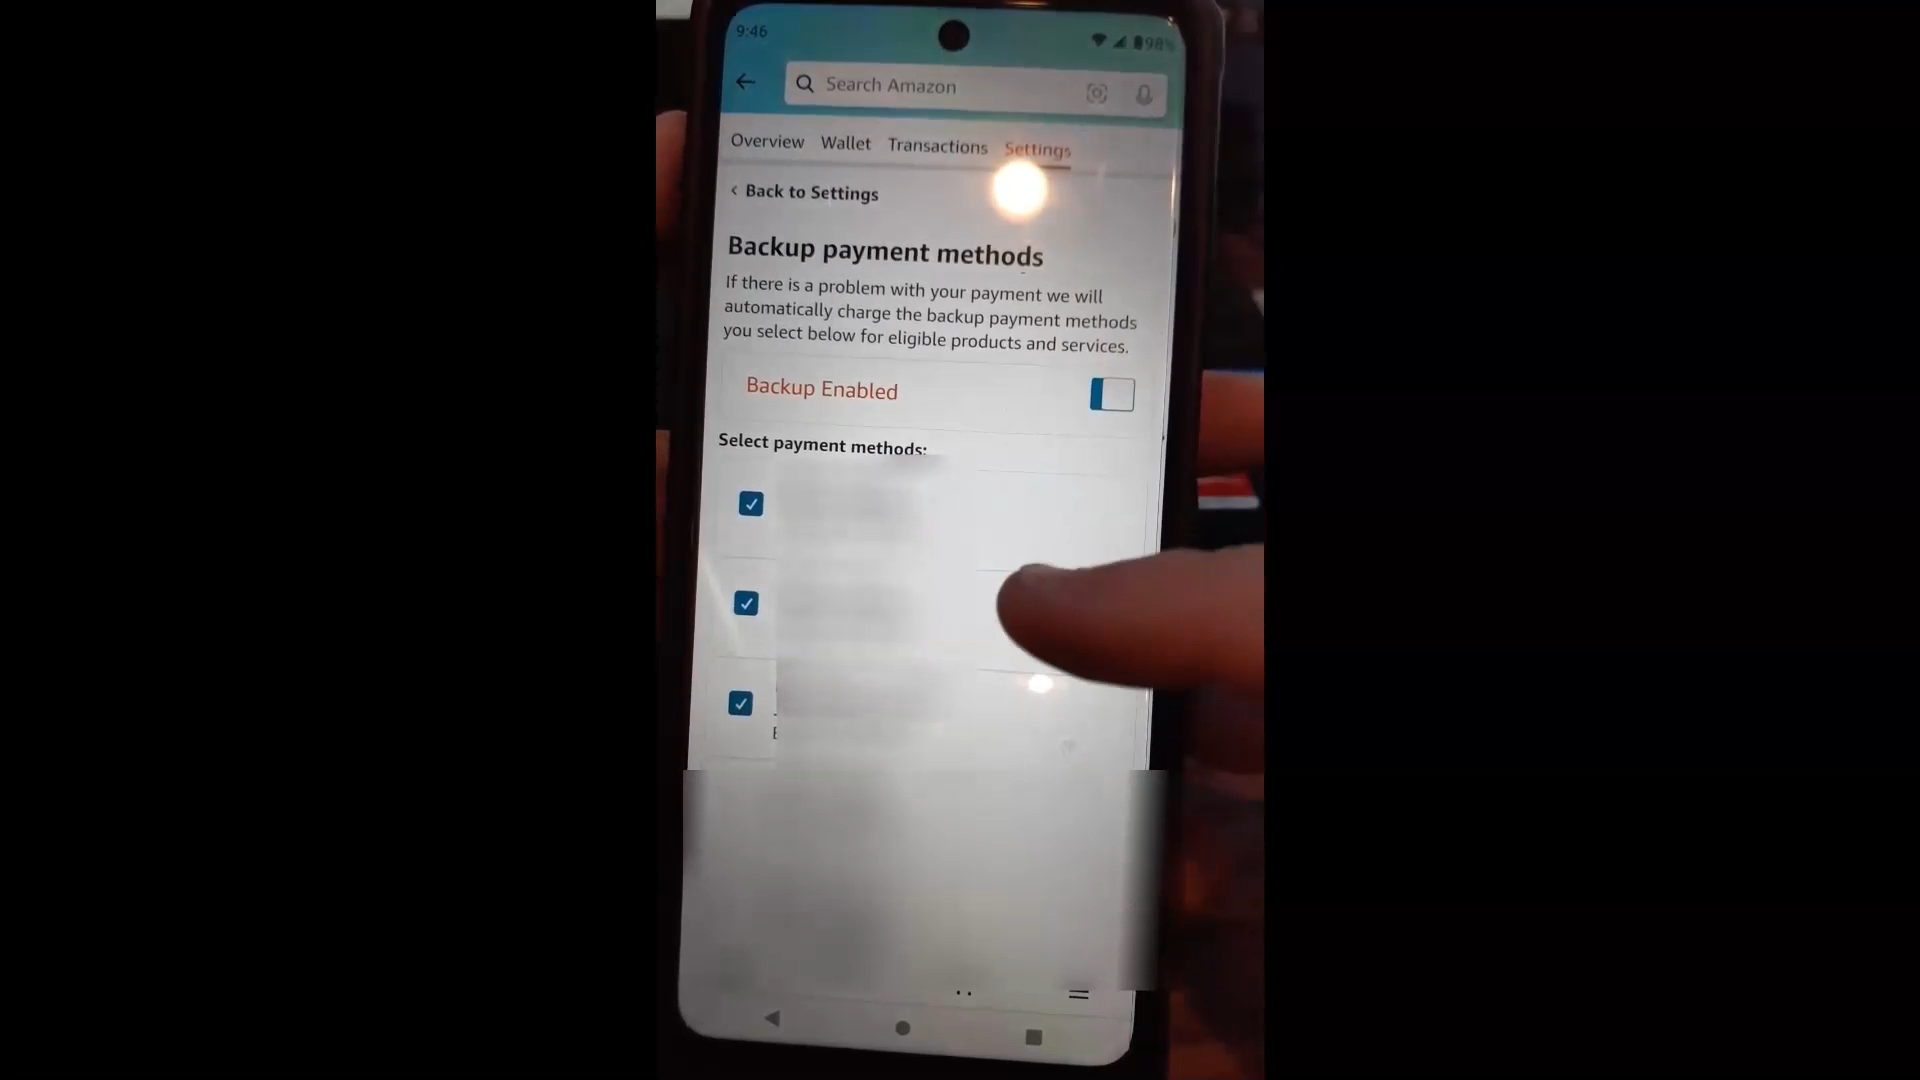 9:46
98%
Search Amazon
Overview Wallet Transactions Settings
< Back to Settings
Backup payment methods
If there is a problem with your payment we will
automatically charge the backup payment methods
you select below for eligible products and services.
Backup Enabled
Select payment methods: